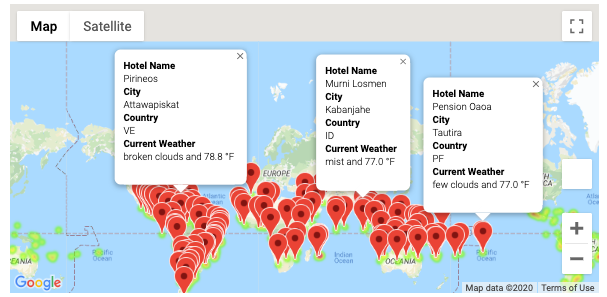 Map
Satellite
Hotel Name
Pirineos
City
Attawapiskat
Country
VE
Current Weather
broken clouds and 78.8 °F
Hotel Name
Murni Losmen
City
Kabanjahe
Country
ID
Current Weather
mist and 77.0 °F
Hotel Name
Pension Oaoa
City
Tautira
Country
PF
Current Weather
few clouds and 77.0 °F
EUROPE
Atlantic
Ocean
Pacific
Ocean
Indian
Ocean
OCEANIA
Pacific
Ocean
EANIA
Google
Map data ©2020
Terms of Use